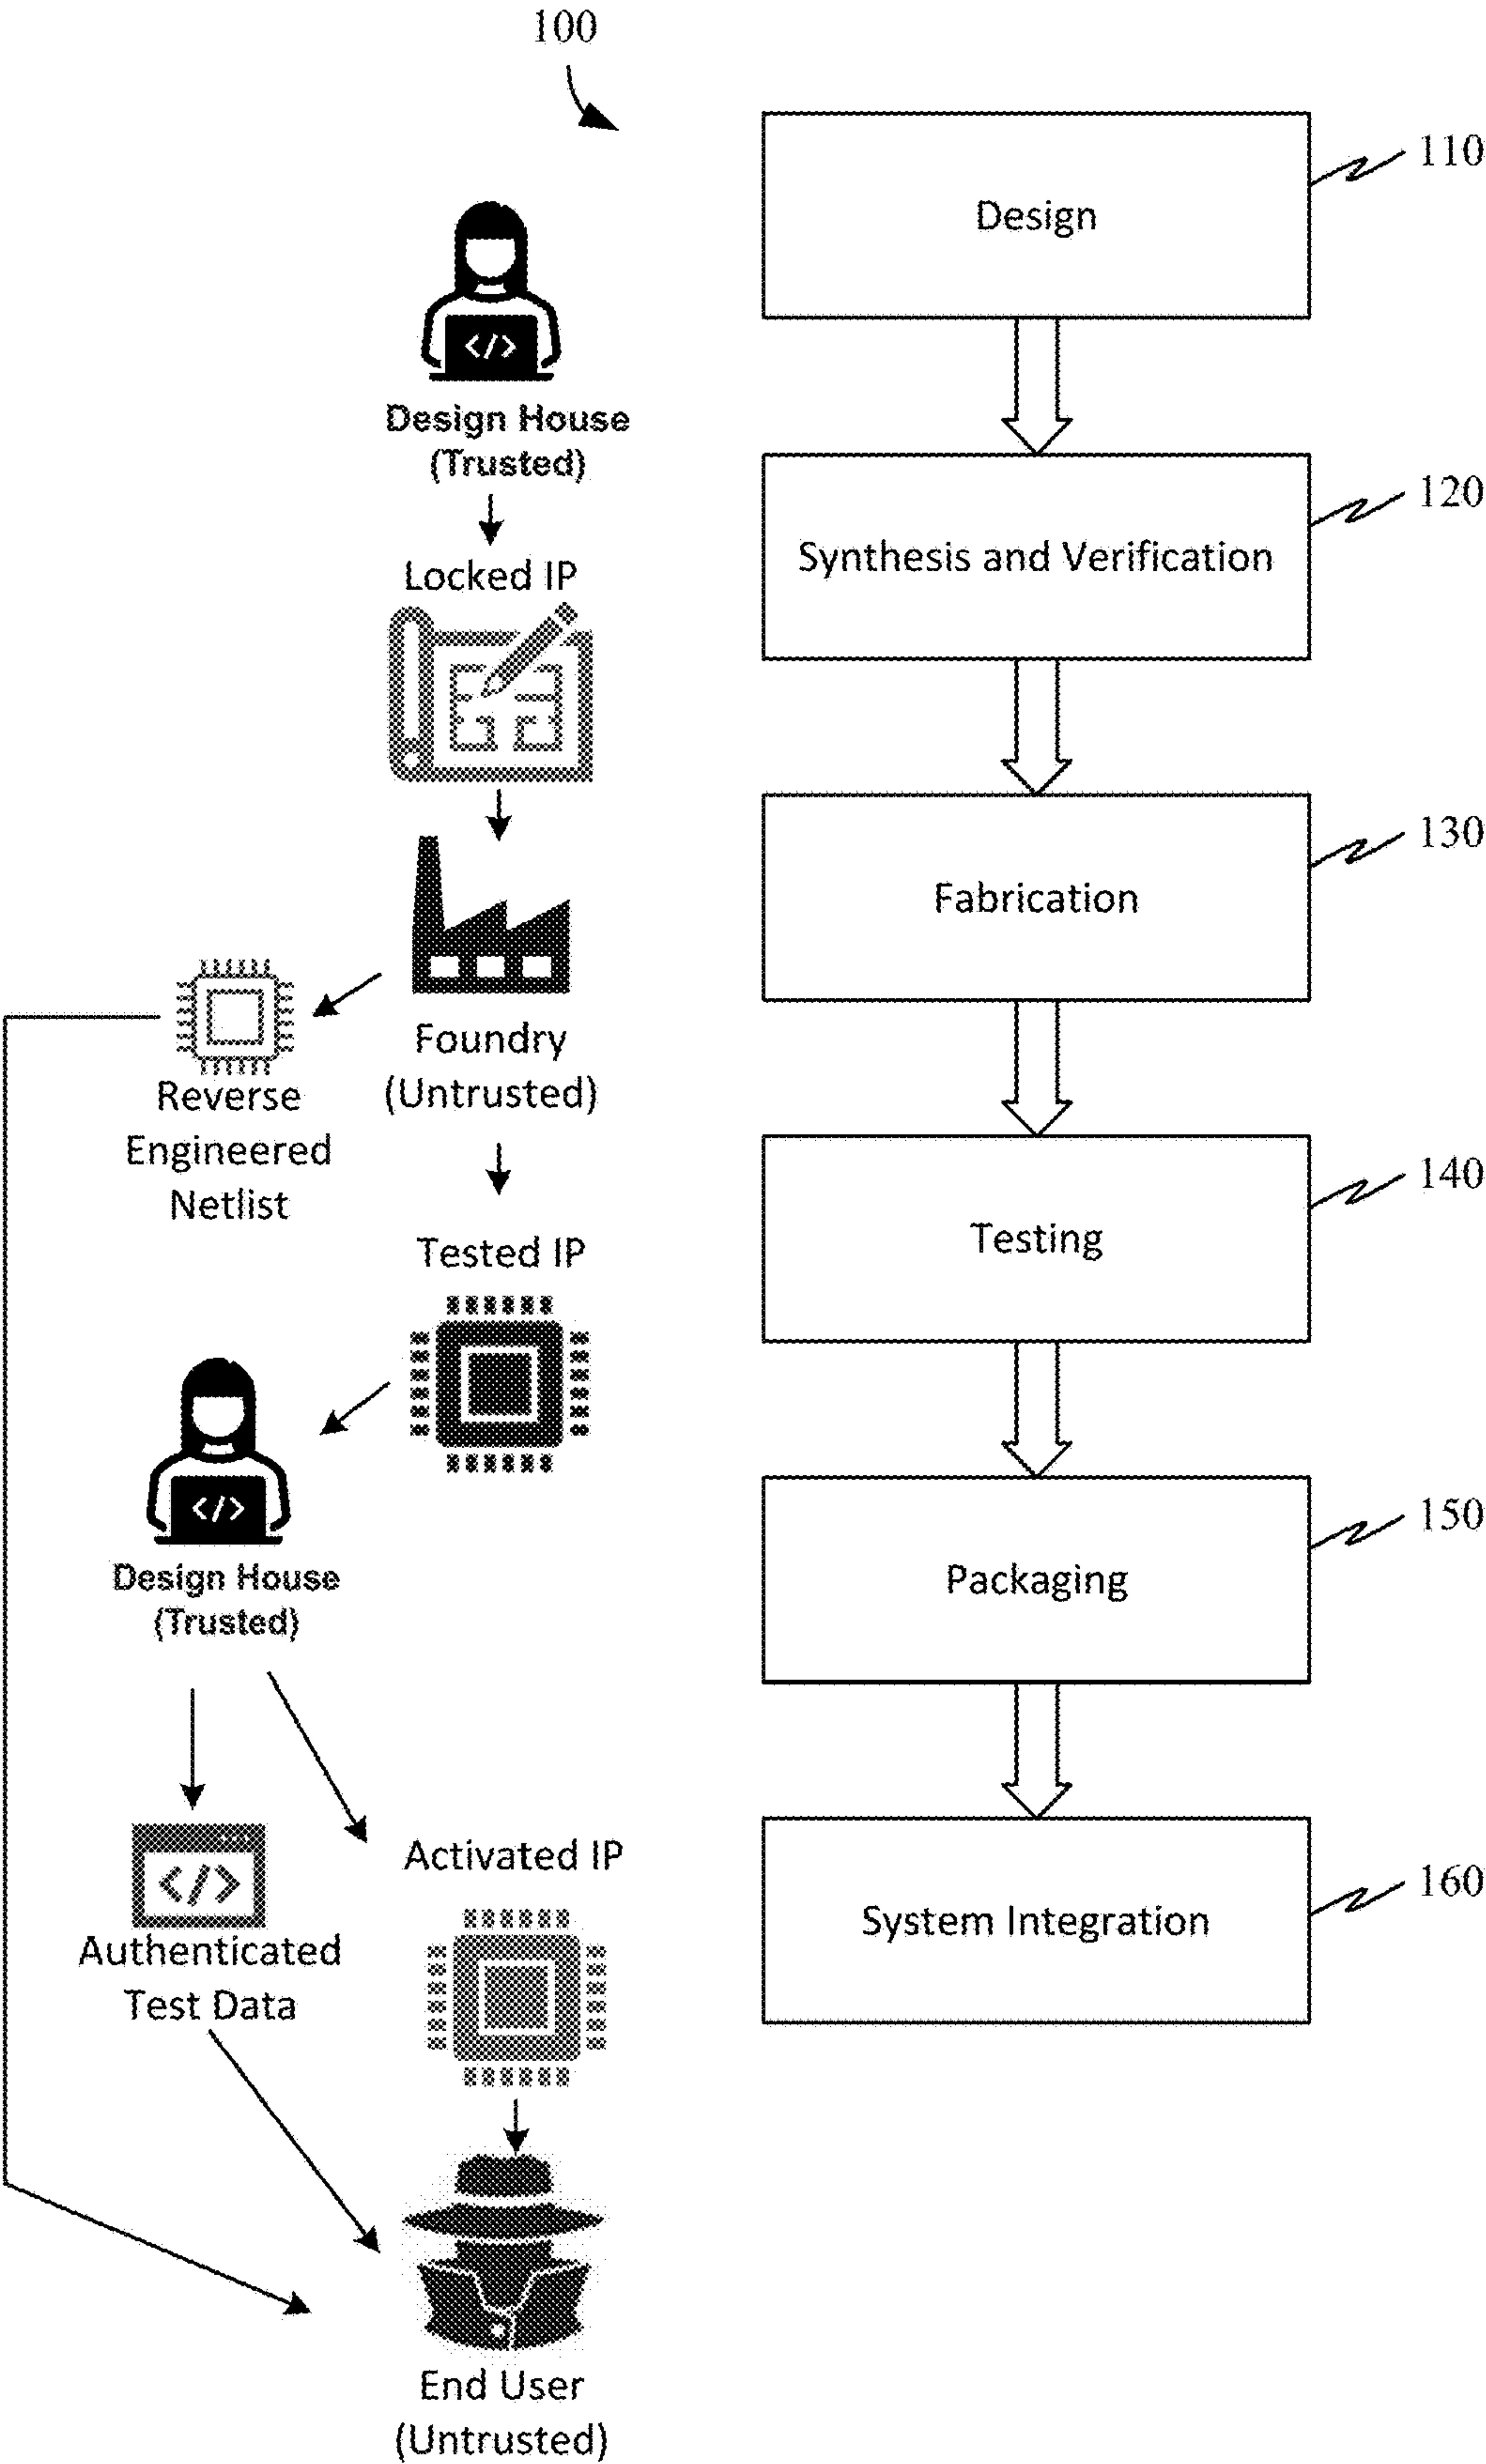 100
110
Design
</>
Design House
(Trusted)
120
Synthesis and Verification
Locked IP
130
Fabrication
Foundry
(Untrusted)
Reverse
Engineered
Netlist
140
Testing
Tested IP
</>
Design House
(Trusted)
150
Packaging
</>
Authenticated
Test Data
Activated IP
160
System Integration
End User
(Untrusted)